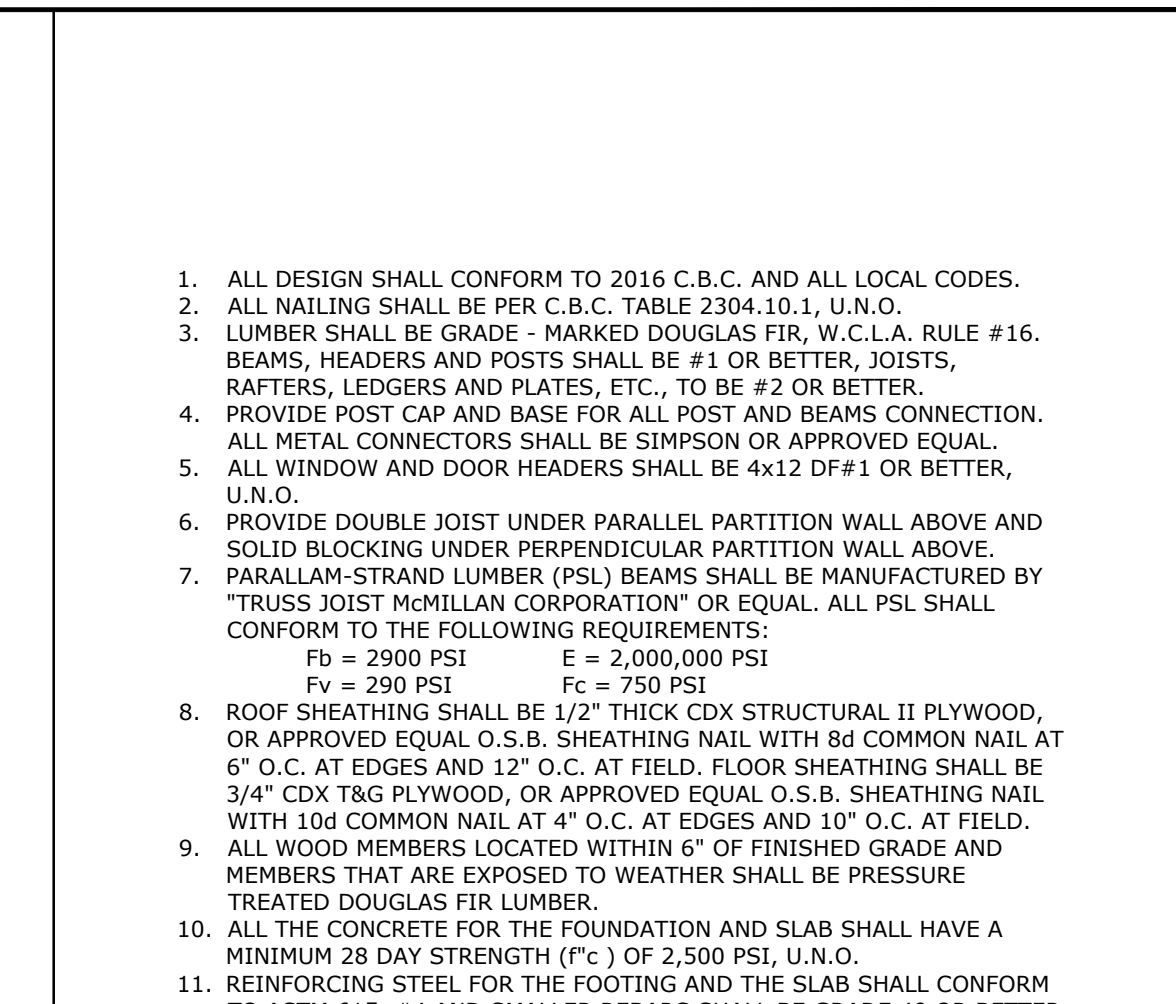 1. ALL DESIGN SHALL CONFORM TO 2016 C.B.C. AND ALL LOCAL CODES.
2. ALL NAILING SHALL BE PER C.B.C. TABLE 2304.10.1, U.N.O.
3. LUMBER SHALL BE GRADE - MARKED DOUGLAS FIR, W.C.L.A. RULE #16.
BEAMS, HEADERS AND POSTS SHALL BE #1 OR BETTER, JOISTS,
RAFTERS, LEDGERS AND PLATES, ETC., TO BE #2 OR BETTER.
4. PROVIDE POST CAP AND BASE FOR ALL POST AND BEAMS CONNECTION.
ALL METAL CONNECTORS SHALL BE SIMPSON OR APPROVED EQUAL.
5. ALL WINDOW AND DOOR HEADERS SHALL BE 4x12 DF#1 OR BETTER,
U.N.O.
6. PROVIDE DOUBLE JOIST UNDER PARALLEL PARTITION WALL ABOVE AND
SOLID BLOCKING UNDER PERPENDICULAR PARTITION WALL ABOVE.
7. PARALLAM-STRAND LUMBER (PSL) BEAMS SHALL BE MANUFACTURED BY
"TRUSS JOIST McMILLAN CORPORATION" OR EQUAL. ALL PSL SHALL
CONFORM TO THE FOLLOWING REQUIREMENTS:
Fb = 2900 PSI E = 2,000,000 PSI
Fv = 290 PSI Fc = 750 PSI
8. ROOF SHEATHING SHALL BE 1/2" THICK CDX STRUCTURAL II PLYWOOD,
OR APPROVED EQUAL O.S.B. SHEATHING NAIL WITH 8d COMMON NAIL AT
6" O.C. AT EDGES AND 12" O.C. AT FIELD. FLOOR SHEATHING SHALL BE
3/4" CDX T&G PLYWOOD, OR APPROVED EQUAL O.S.B. SHEATHING NAIL
WITH 10d COMMON NAIL AT 4" O.C. AT EDGES AND 10" O.C. AT FIELD.
9. ALL WOOD MEMBERS LOCATED WITHIN 6" OF FINISHED GRADE AND
MEMBERS THAT ARE EXPOSED TO WEATHER SHALL BE PRESSURE
TREATED DOUGLAS FIR LUMBER.
10. ALL THE CONCRETE FOR THE FOUNDATION AND SLAB SHALL HAVE A
MINIMUM 28 DAY STRENGTH (f"c ) OF 2,500 PSI, U.N.O.
11. REINFORCING STEEL FOR THE FOOTING AND THE SLAB SHALL CONFORM